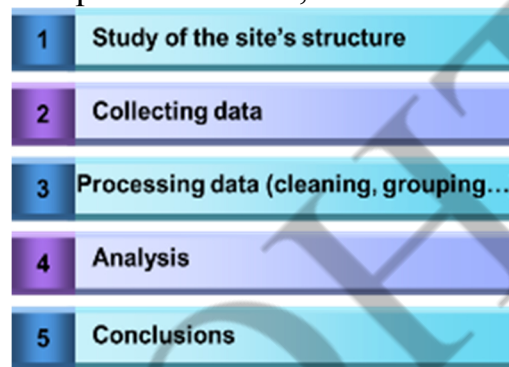 1 Study of the site's structure
2 Collecting data
3 Processing data (cleaning, grouping...
4 Analysis
5 Conclusions